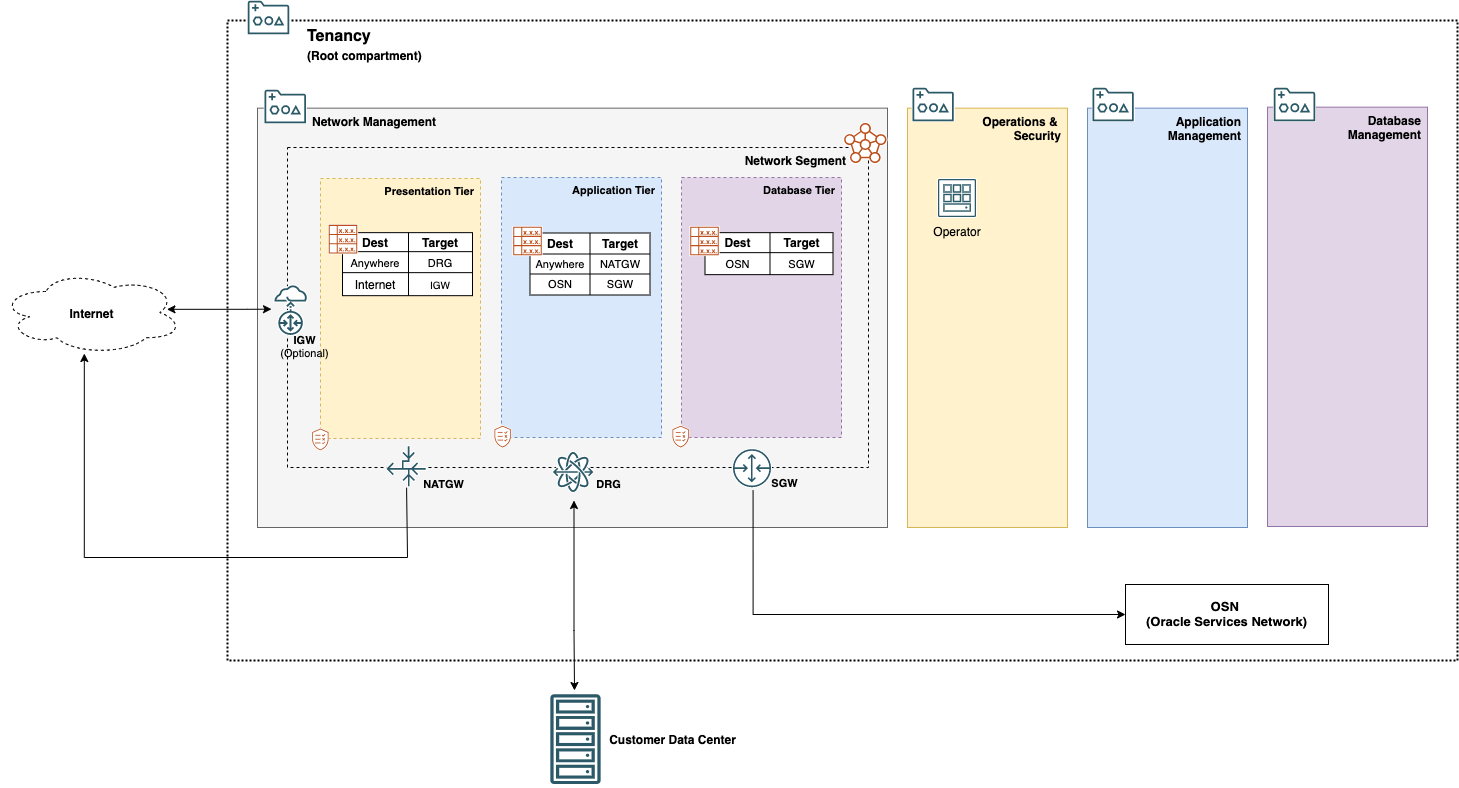 Tenancy
(Root compartment)
Network Management
Network Segment
Presentation Tier
Dest Target
Anywhere DRG
Internet IGW
Application Tier
Dest Target
Anywhere NATGW
OSN SGW
Database Tier
Dest Target
OSN SGW
x.x.x.
x.x.x.
x.x.x.
x.x.x.
x.x.x.
x.x.x.
x.x.x.
x.x.x.
x.x.x.
Operations &
Security
Operator
Application
Management
Database
Management
Internet
IGW
(Optional)
NATGW
DRG
SGW
OSN
(Oracle Services Network)
Customer Data Center